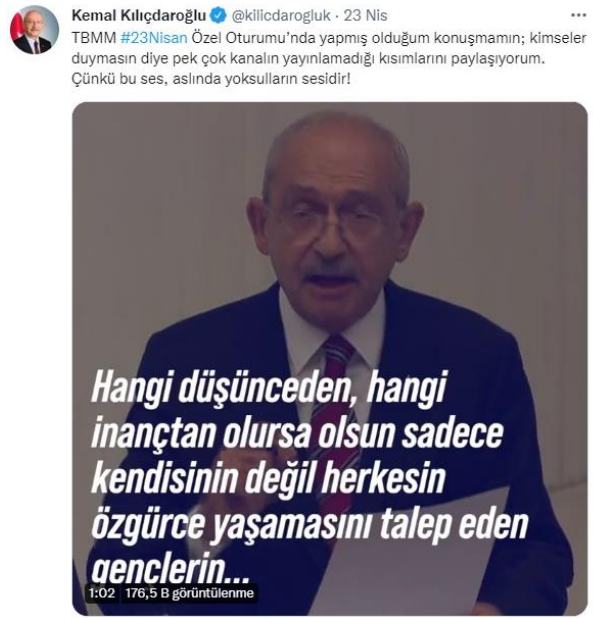 Kemal Kılıçdaroğlu @kilicdarogluk · 23 Nis
TBMM #23Nisan Özel Oturumu'nda yapmış olduğum konuşmamın; kimseler
duymasın diye pek çok kanalın yayınlamadığı kısımlarını paylaşıyorum.
Çünkü bu ses, aslında yoksulların sesidir!
Hangi düşünceden, hangi
inançtan olursa olsun sadece
kendisinin değil herkesin
özgürce yaşamasını talep eden
gençlerin...
1:02 176,5 B görüntülenme